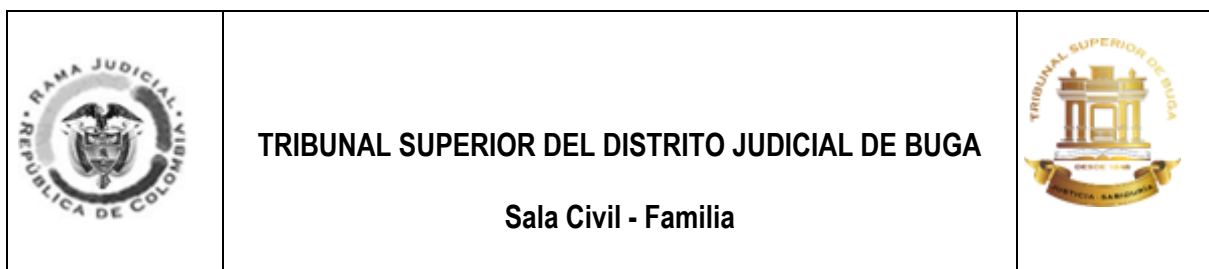 RAMA JUDICIAL
REPÚBLICA DE COLOMBIA
TRIBUNAL SUPERIOR DEL DISTRITO JUDICIAL DE BUGA
Sala Civil - Familia
TRIBUNAL SUPERIOR DE BUGA
JUSTICIA - SABIDURIA